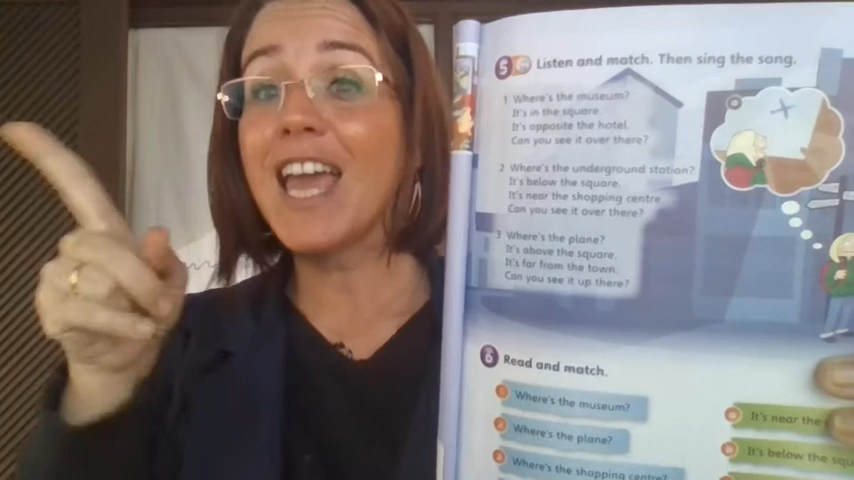 5 Listen and match. Then sing the song.
1 Where's the museum?
It's in the square.
It's opposite the hotel.
Can you see it over there?
2 Where's the underground station?
It's below the square.
It's near the shopping centre.
Can you see it over there?
3 Where's the plane?
It's above the square.
It's far from the town.
Can you see it up there?
6 Read and match.
1 Where's the museum?
2 Where's the plane?
3 Where's the shopping centre?
a It's near the
b It's below the squ